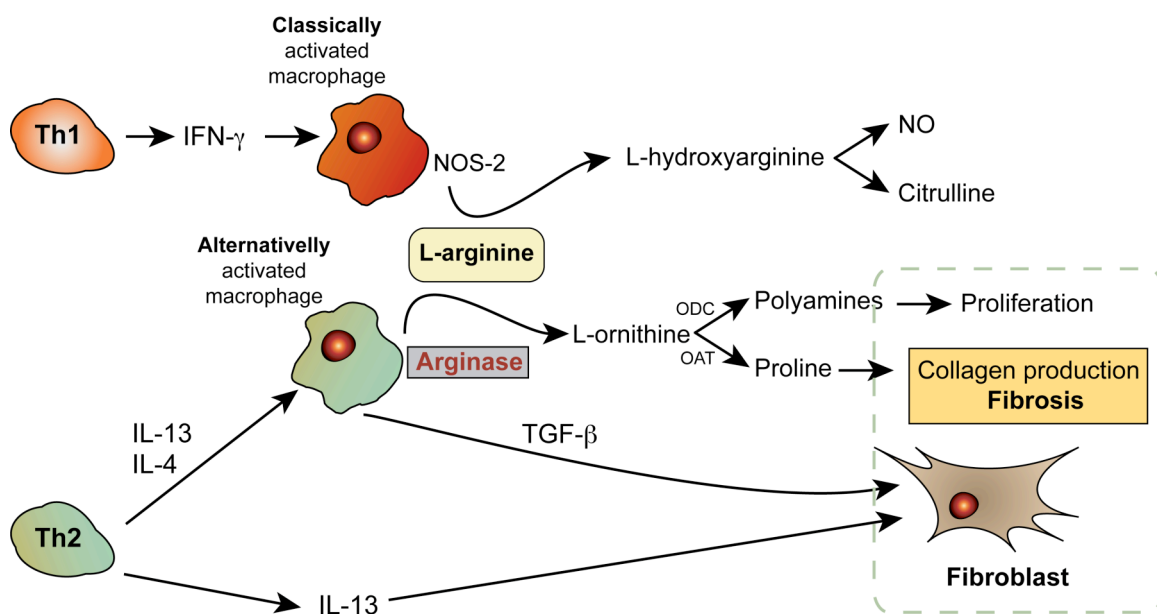 Classically
activated
macrophage
Th1
IFN-γ
NOS-2
L-hydroxyarginine
NO
Citrulline
L-arginine
Alternativelly
activated
macrophage
Arginase
L-ornithine
ODC
OAT
Polyamines
Proliferation
Proline
Collagen production
Fibrosis
IL-13
IL-4
TGF-β
Th2
IL-13
Fibroblast